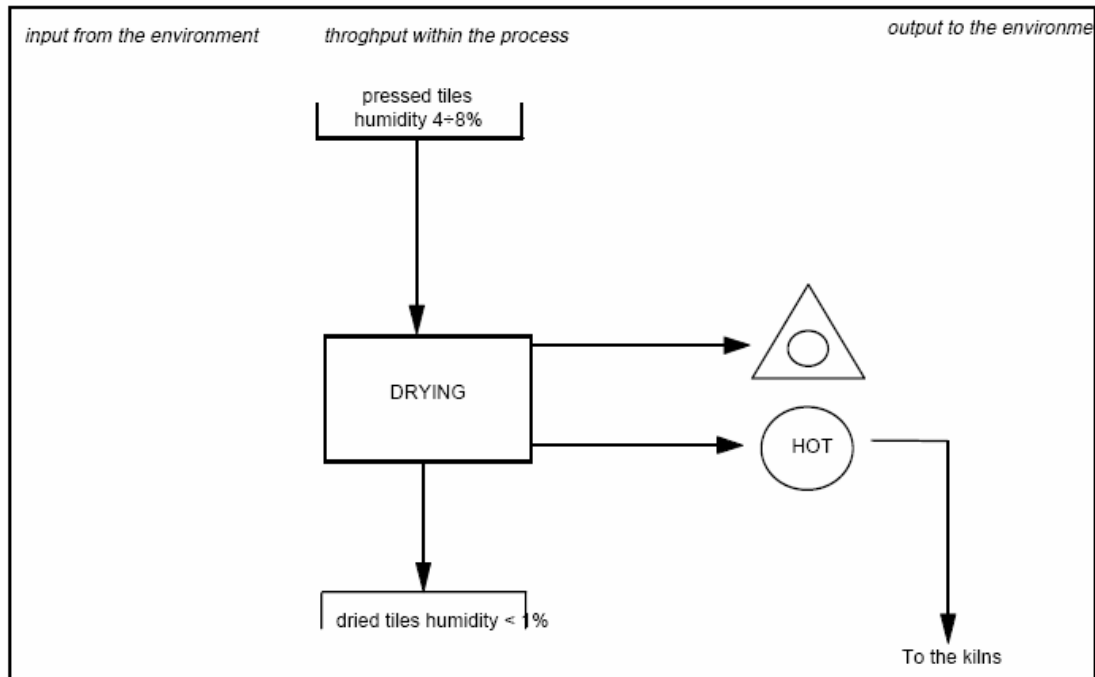 input from the environment
throghput within the process
output to the environme
pressed tiles
humidity 4÷8%
DRYING
HOT
dried tiles humidity < 1%
To the kilns